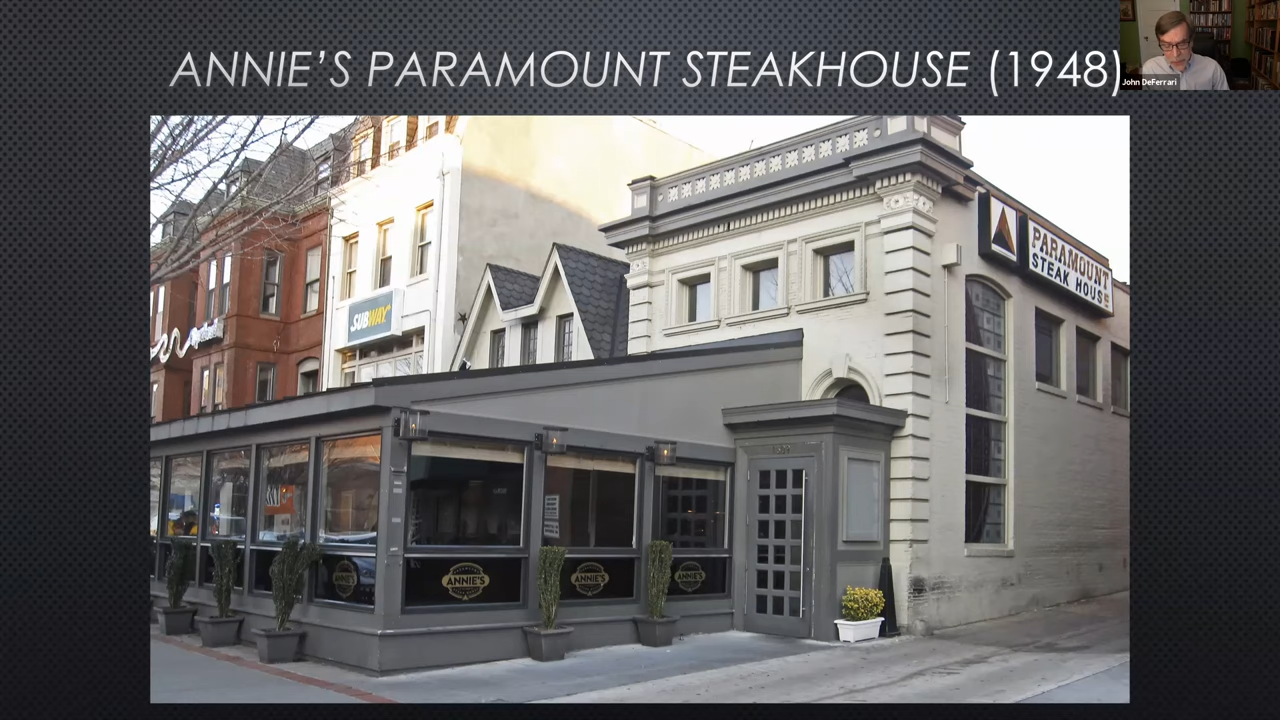 ANNIE'S PARAMOUNT STEAKHOUSE (1948)
John DeFerrari
PARAMOUNT
STEAK HOUSE
SUBWAY
ANNIE'S
ANNIE'S
ANNIE'S